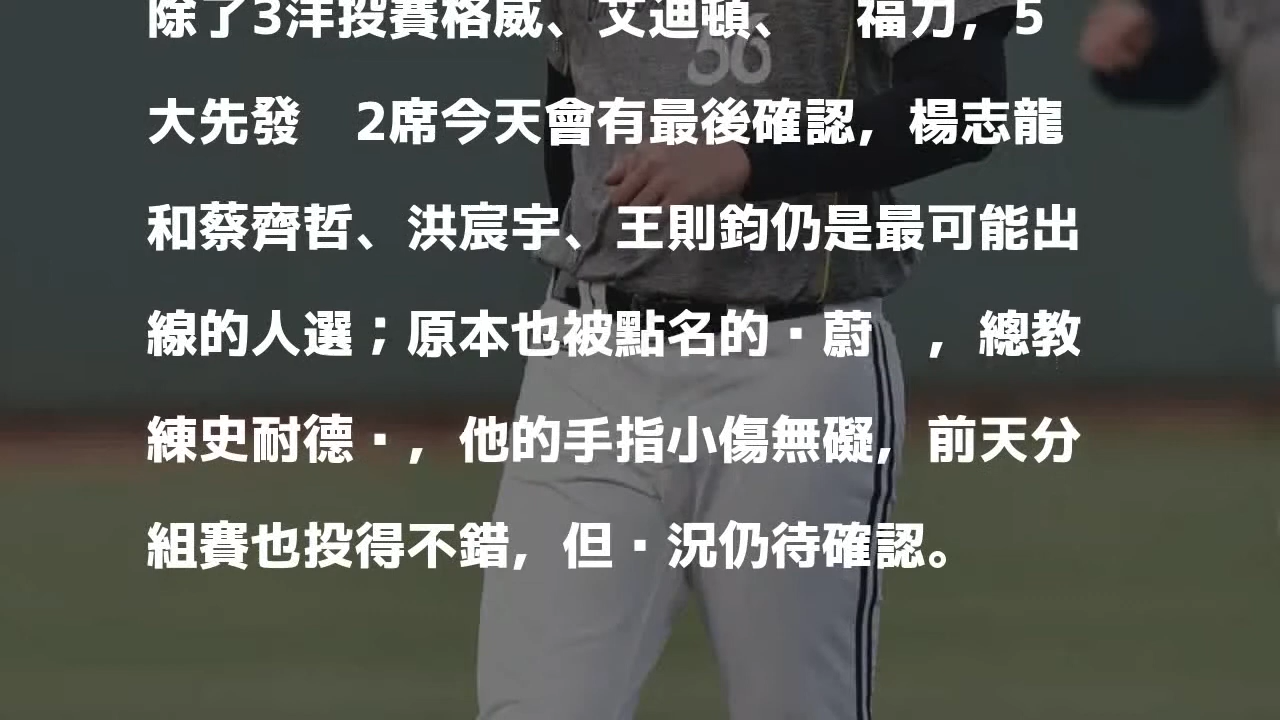 除了3洋投賽格威、艾迪頓、　福力，5
56
大先發　2席今天會有最後確認，楊志龍
和蔡齊哲、洪宸宇、王則鈞仍是最可能出
線的人選；原本也被點名的·蔚　，總教
練史耐德·，他的手指小傷無礙，前天分
組賽也投得不錯，但·況仍待確認。